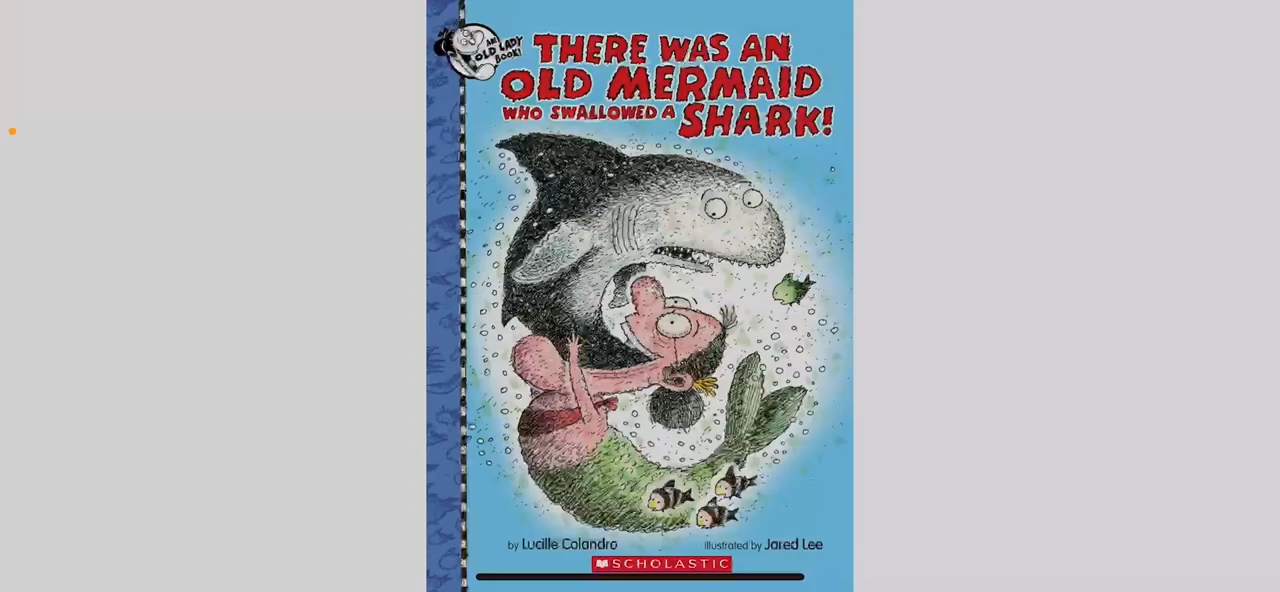 AN
OLD LADY
BOOK!
THERE WAS AN
OLD MERMAID
WHO SWALLOWED A
SHARK!
by Lucille Colandro
illustrated by Jared Lee
SCHOLASTIC